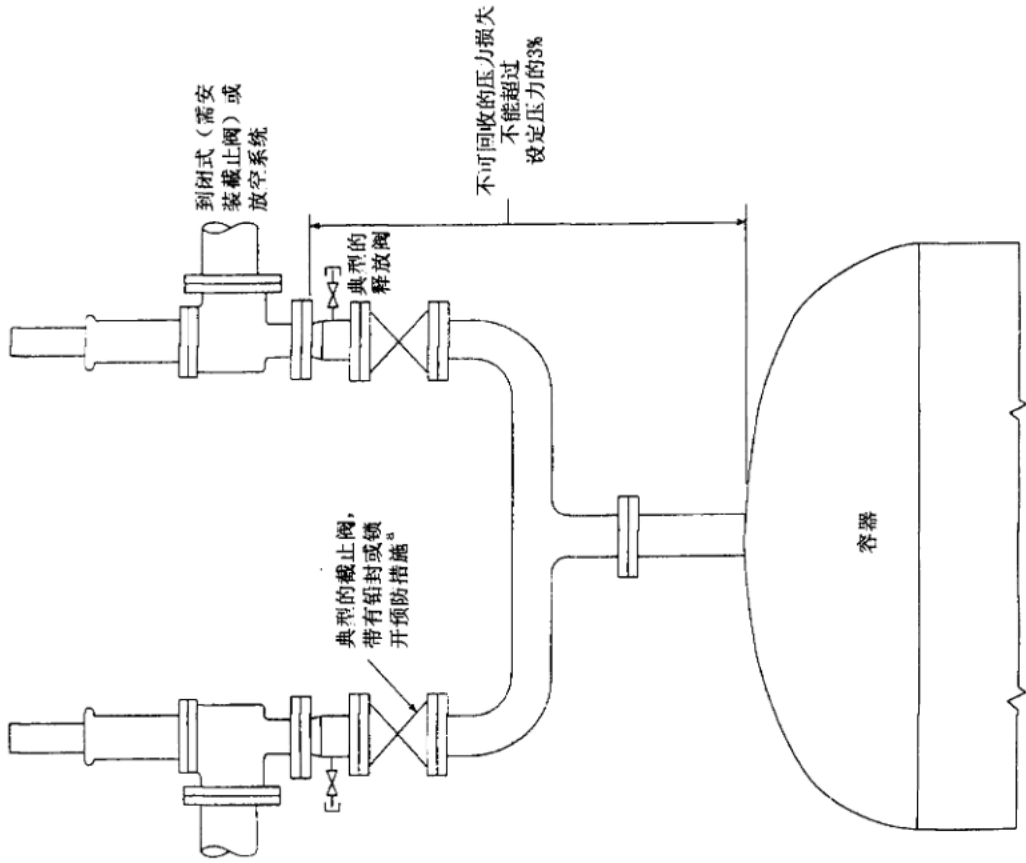 到闭式（需安
装截止阀）或
放空系统
不可回收的压力损失
不能超过
设定压力的3%
典型的
释放阀
典型的截止阀，
带有铅封或锁
开预防措施a
容器